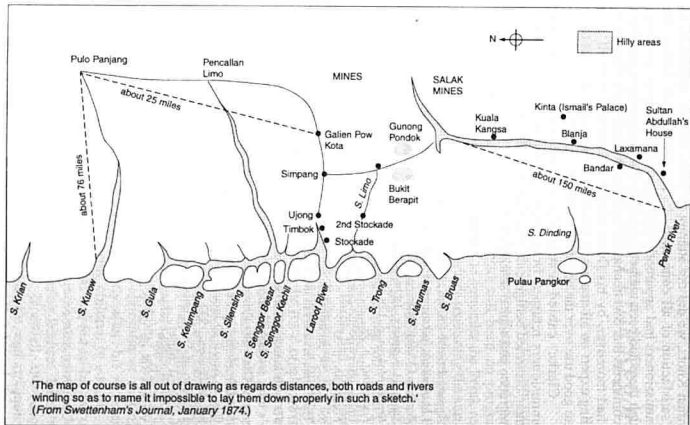 N
Hilly areas
Pulo Panjang
Pencallan
Limo
MINES
SALAK
MINES
about 25 miles
about 76 miles
Galien Pow
Kota
Gunong
Pondok
Kuala
Kangsa
Kinta (Ismail's Palace)
Blanja
Sultan
Abdullah's
House
Laxamana
Bandar
about 150 miles
Simpang
S. Limo
Bukit
Berapit
Ujong
Timbok
2nd Stockade
Stockade
S. Dinding
Perak River
Pulau Pangkor
S. Krian
S. Kurow
S. Gula
S. Kelumpang
S. Silensing
S. Senggor Besar
S. Senggor Kechil
Laroot River
S. Trong
S. Jarumas
S. Bruas
'The map of course is all out of drawing as regards distances, both roads and rivers
winding so as to name it impossible to lay them down properly in such a sketch.'
(From Swettenham's Journal, January 1874.)